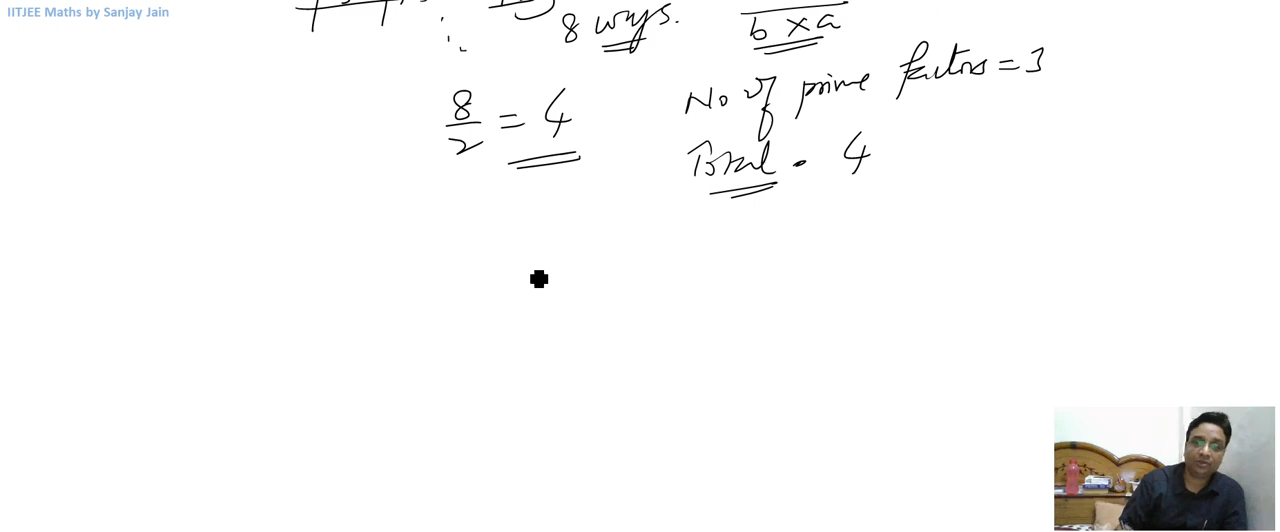 IITJEE Maths by Sanjay Jain
8 ways.
b × a
No of prime factors = 3
8/2 = 4
Total = 4